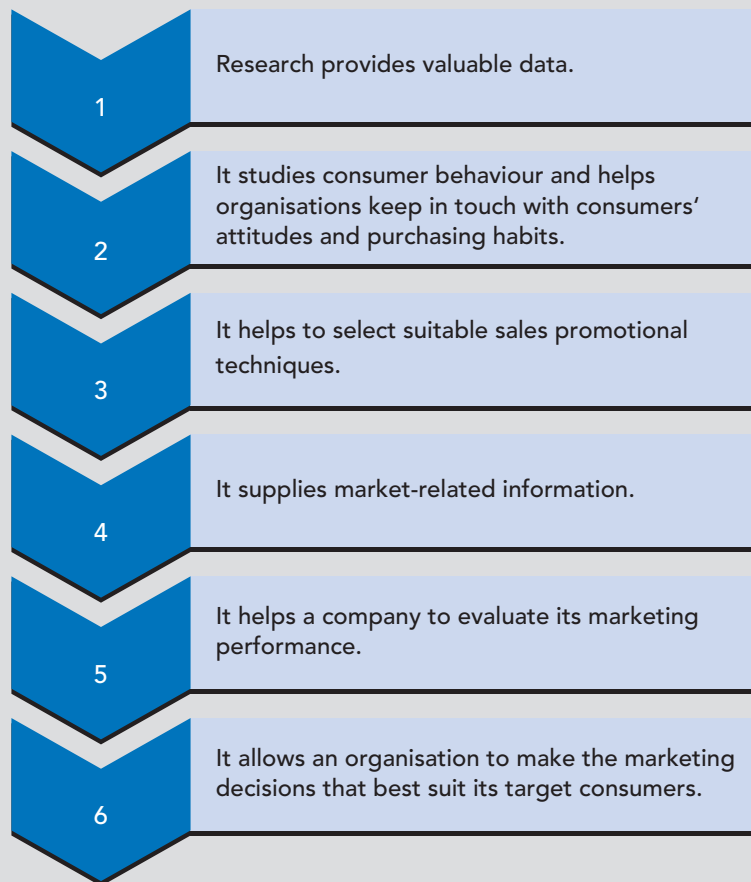 1
Research provides valuable data.
2
It studies consumer behaviour and helps
organisations keep in touch with consumers’
attitudes and purchasing habits.
3
It helps to select suitable sales promotional
techniques.
4
It supplies market-related information.
5
It helps a company to evaluate its marketing
performance.
6
It allows an organisation to make the marketing
decisions that best suit its target consumers.